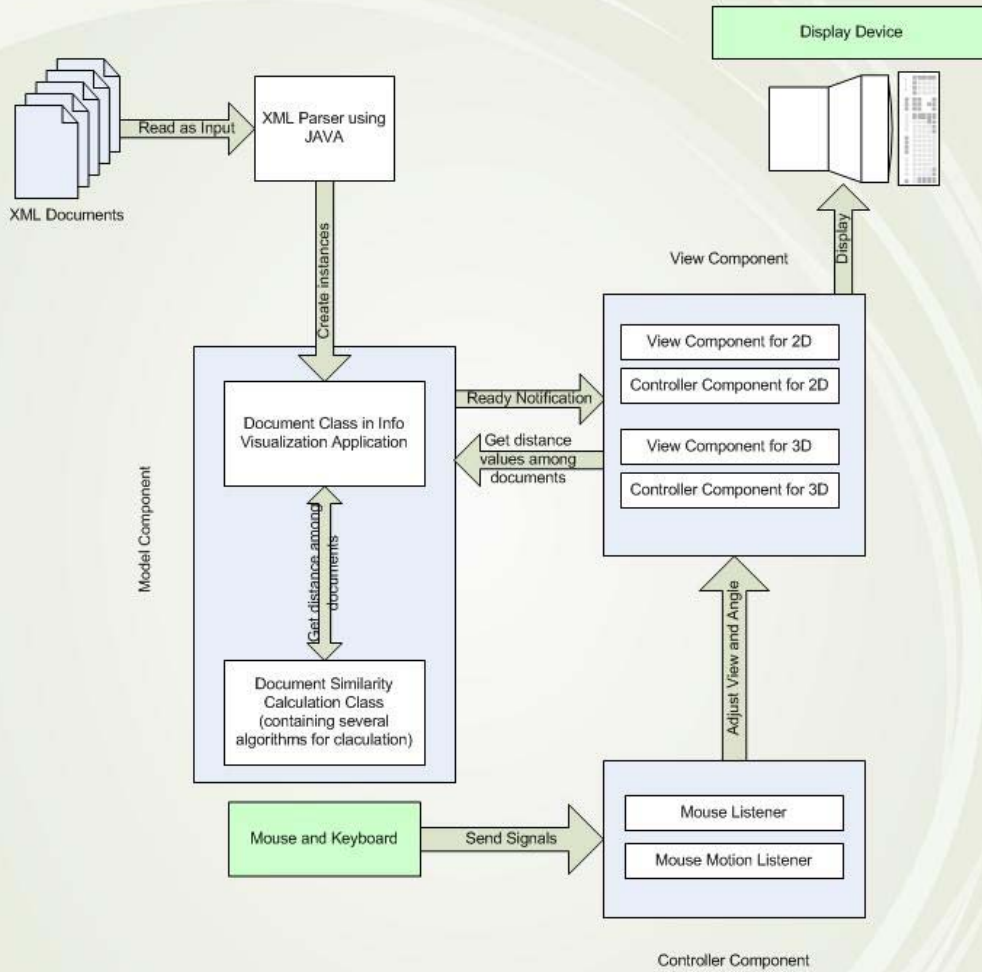 Display Device
XML Parser using
JAVA
Read as Input
XML Documents
Create instances
View Component
Display
View Component for 2D
Controller Component for 2D
View Component for 3D
Controller Component for 3D
Document Class in Info
Visualization Application
Ready Notification
Get distance
values among
documents
Model Component
Get distance among
documents
Document Similarity
Calculation Class
(containing several
algorithms for claculation)
Adjust View and Angle
Mouse and Keyboard
Send Signals
Mouse Listener
Mouse Motion Listener
Controller Component